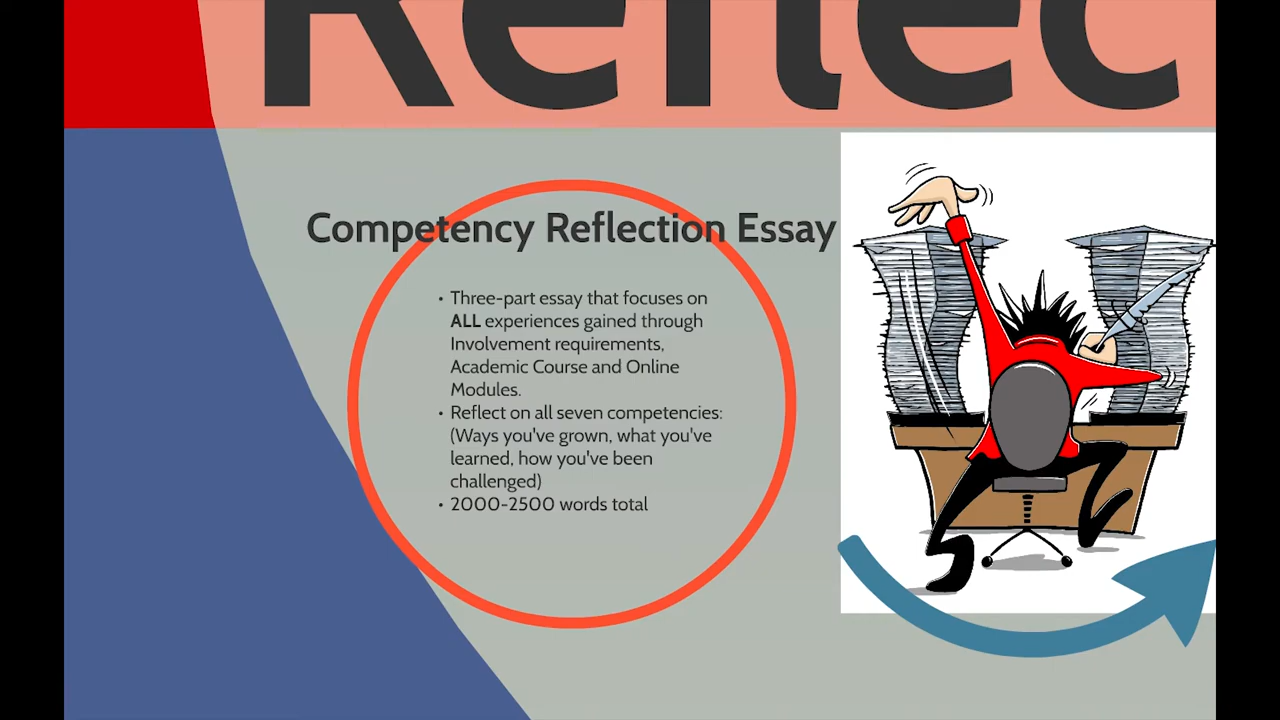 Reflec
Competency Reflection Essay
• Three-part essay that focuses on
ALL experiences gained through
Involvement requirements,
Academic Course and Online
Modules.
• Reflect on all seven competencies:
(Ways you've grown, what you've
learned, how you've been
challenged)
• 2000-2500 words total